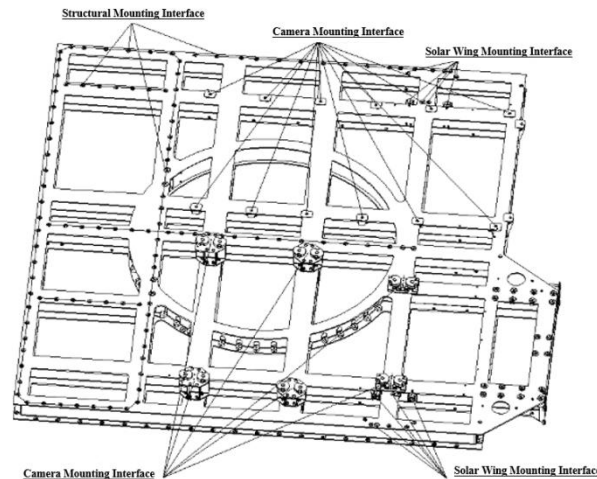 Structural Mounting Interface
Camera Mounting Interface
Solar Wing Mounting Interface
Camera Mounting Interface
Solar Wing Mounting Interface